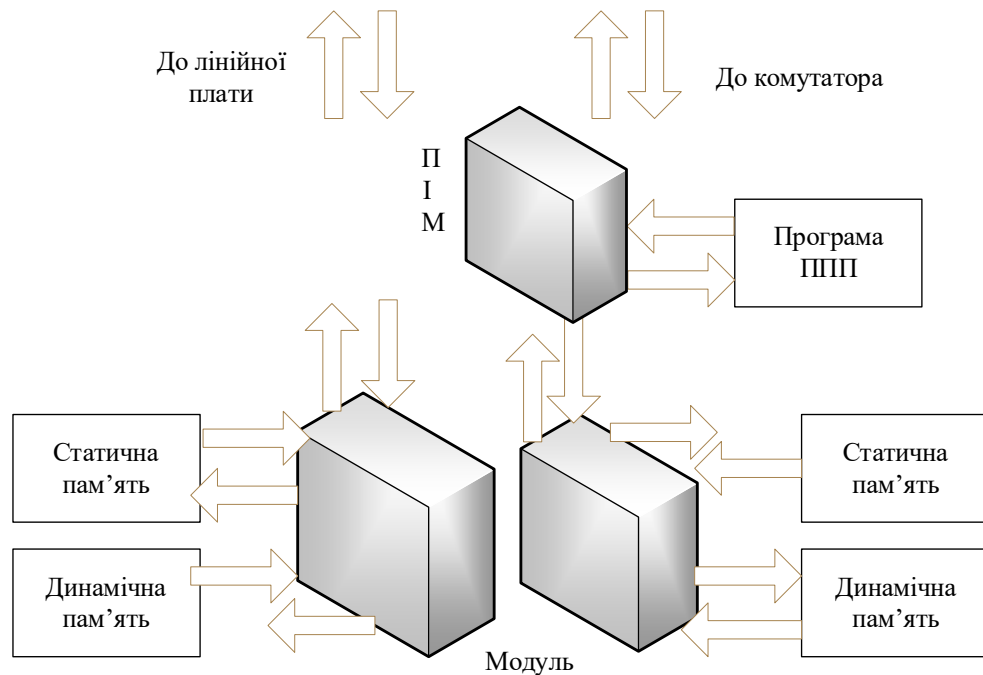 До лінійної
плати
До комутатора
П
І
М
Програма
ППП
Статична
пам’ять
Статична
пам’ять
Динамічна
пам’ять
Динамічна
пам’ять
Модуль